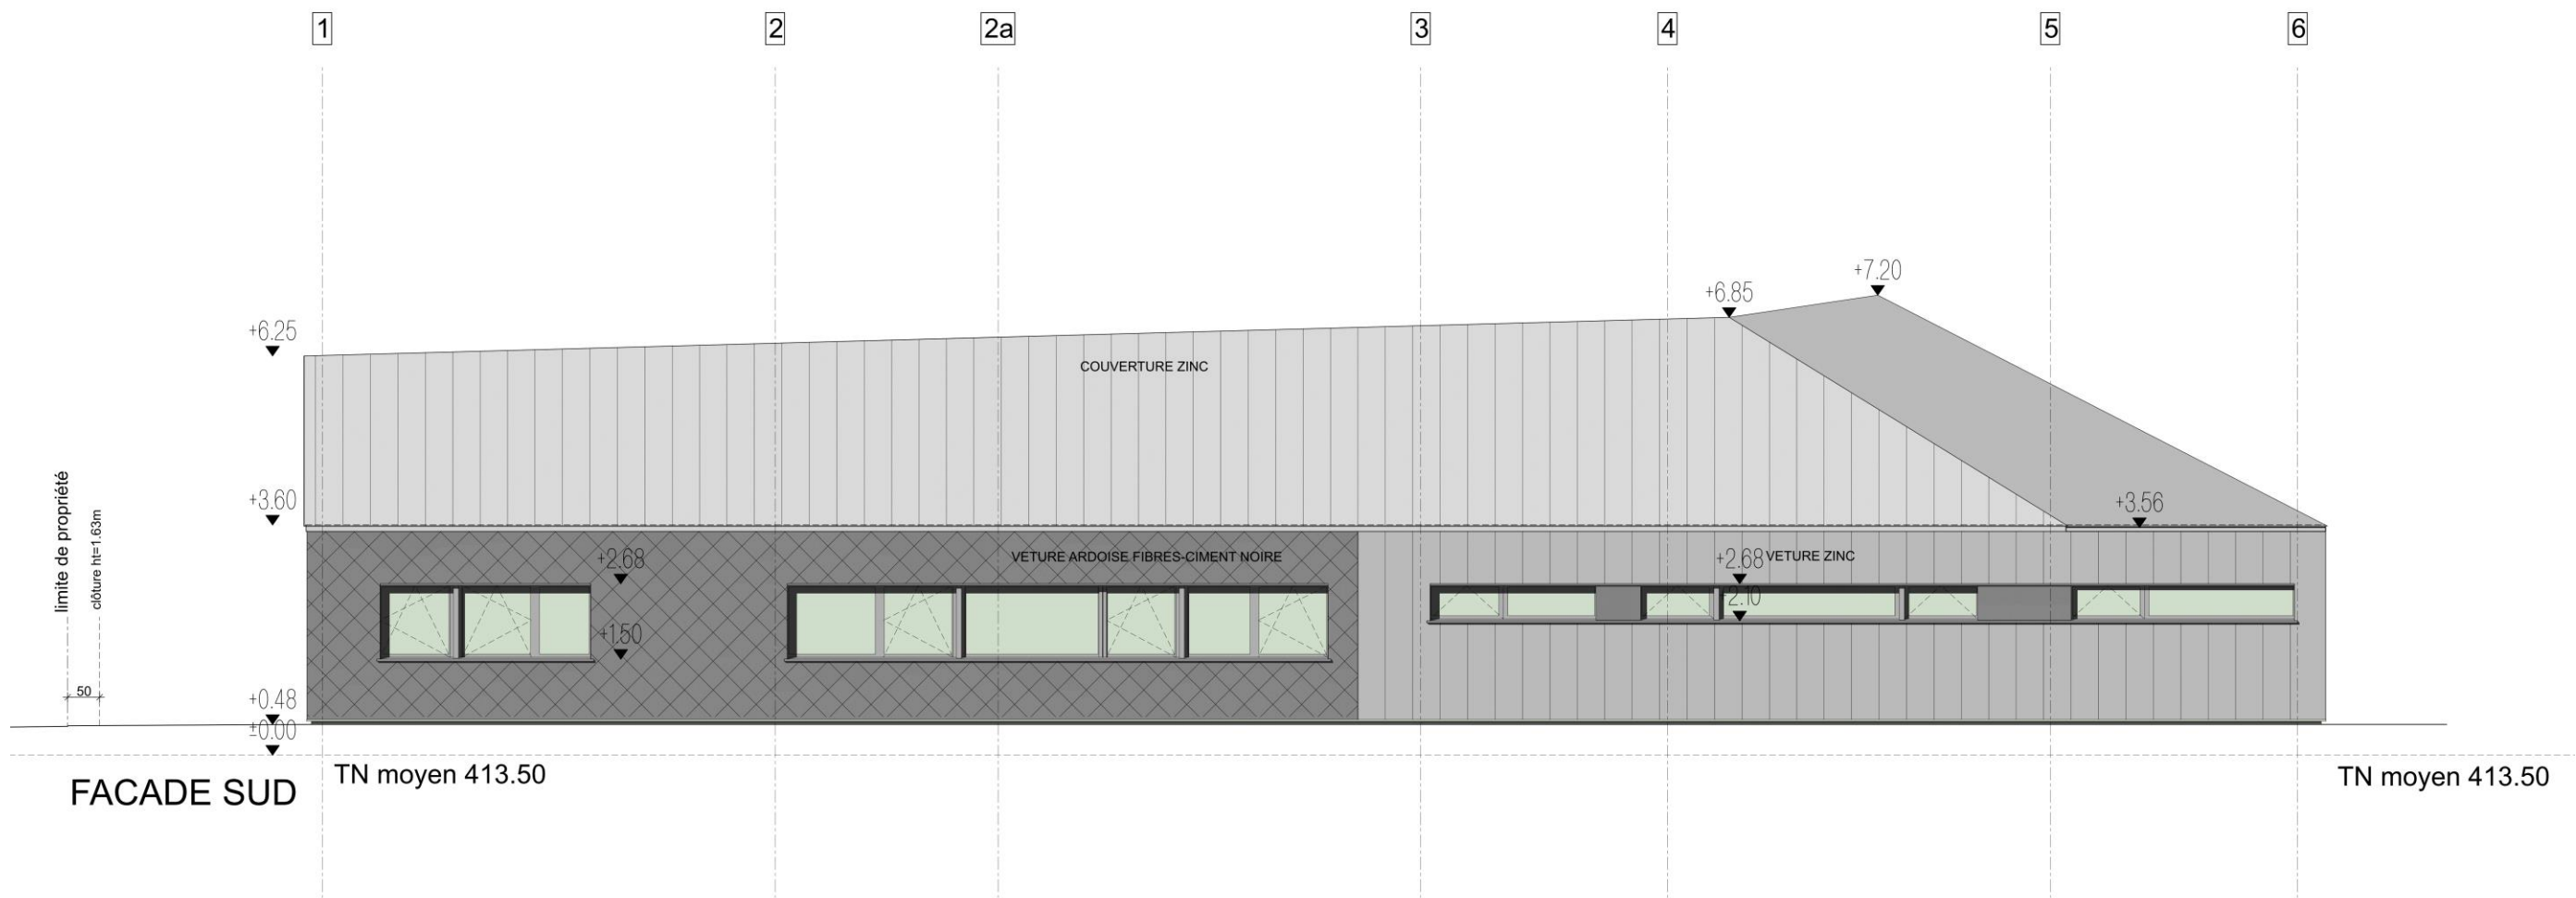 1
2
2a
3
4
5
6
+7.20
+6.85
+6.25
COUVERTURE ZINC
+3.60
+3.56
limite de propriété
clôture ht=1.63m
VETURE ARDOISE FIBRES-CIMENT NOIRE
+2.68
+2.68
VETURE ZINC
+2.10
+1.50
50
+0.48
±0.00
TN moyen 413.50
TN moyen 413.50
FACADE SUD